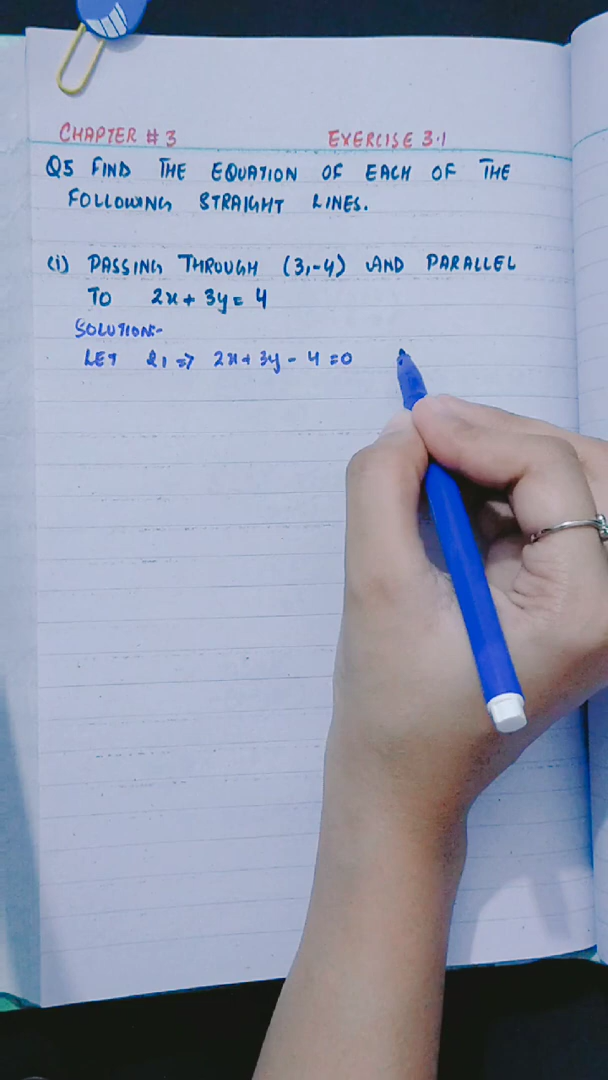 CHAPTER # 3 EXERCISE 3.1
Q5 FIND THE EQUATION OF EACH OF THE
FOLLOWING STRAIGHT LINES.
(i) PASSING THROUGH (3,-4) AND PARALLEL
TO 2x + 3y = 4
SOLUTION:-
LET l1 => 2x + 3y - 4 = 0